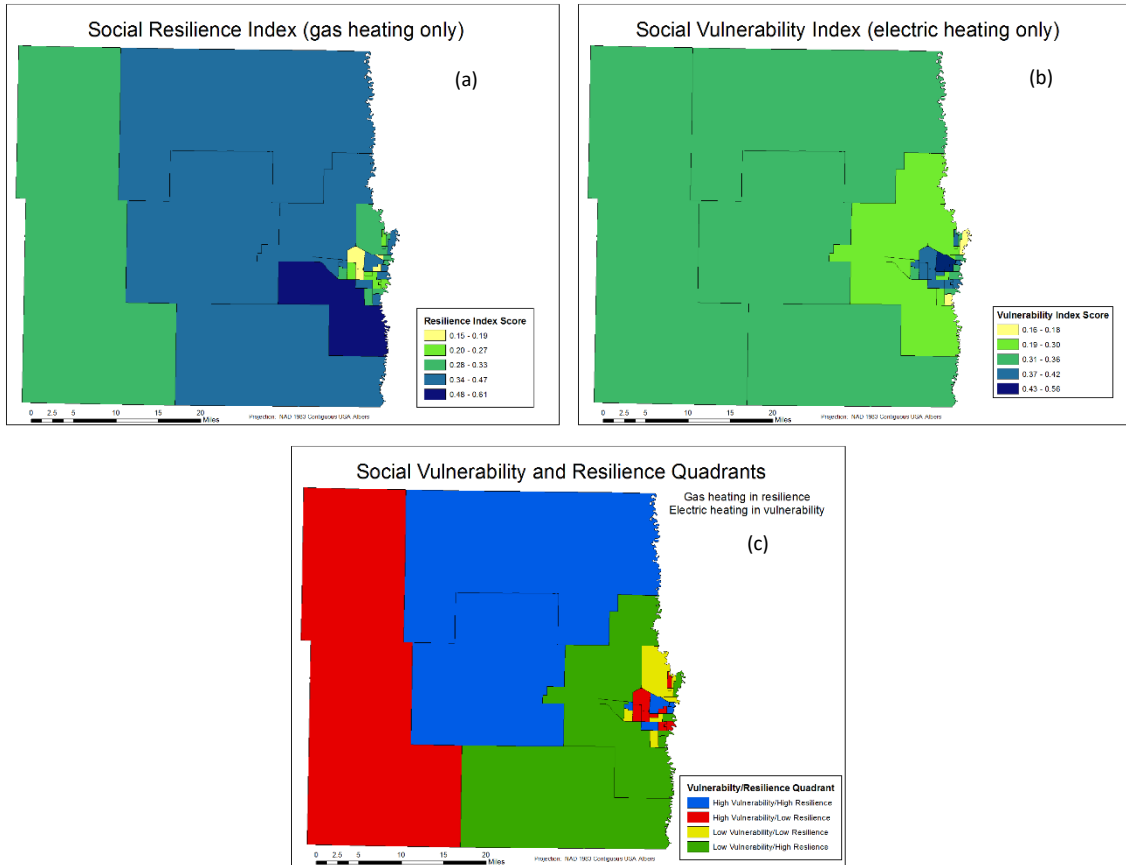 Social Resilience Index (gas heating only)
(a)
Resilience Index Score
0.15 - 0.19
0.20 - 0.27
0.28 - 0.33
0.34 - 0.47
0.48 - 0.61
0 2.5 5 10 15 20
Miles
Projection: NAD 1983 Contiguous USA Albers
Social Vulnerability Index (electric heating only)
(b)
Vulnerability Index Score
0.16 - 0.18
0.19 - 0.30
0.31 - 0.36
0.37 - 0.42
0.43 - 0.56
0 2.5 5 10 15 20
Miles
Projection: NAD 1983 Contiguous USA Albers
Social Vulnerability and Resilience Quadrants
Gas heating in resilience
Electric heating in vulnerability
(c)
Vulnerabilty/Resilience Quadrant
High Vulnerability/High Resilience
High Vulnerability/Low Resilience
Low Vulnerability/Low Resilience
Low Vulnerability/High Resilience
0 2.5 5 10 15 20
Miles
Projection: NAD 1983 Contiguous USA Albers